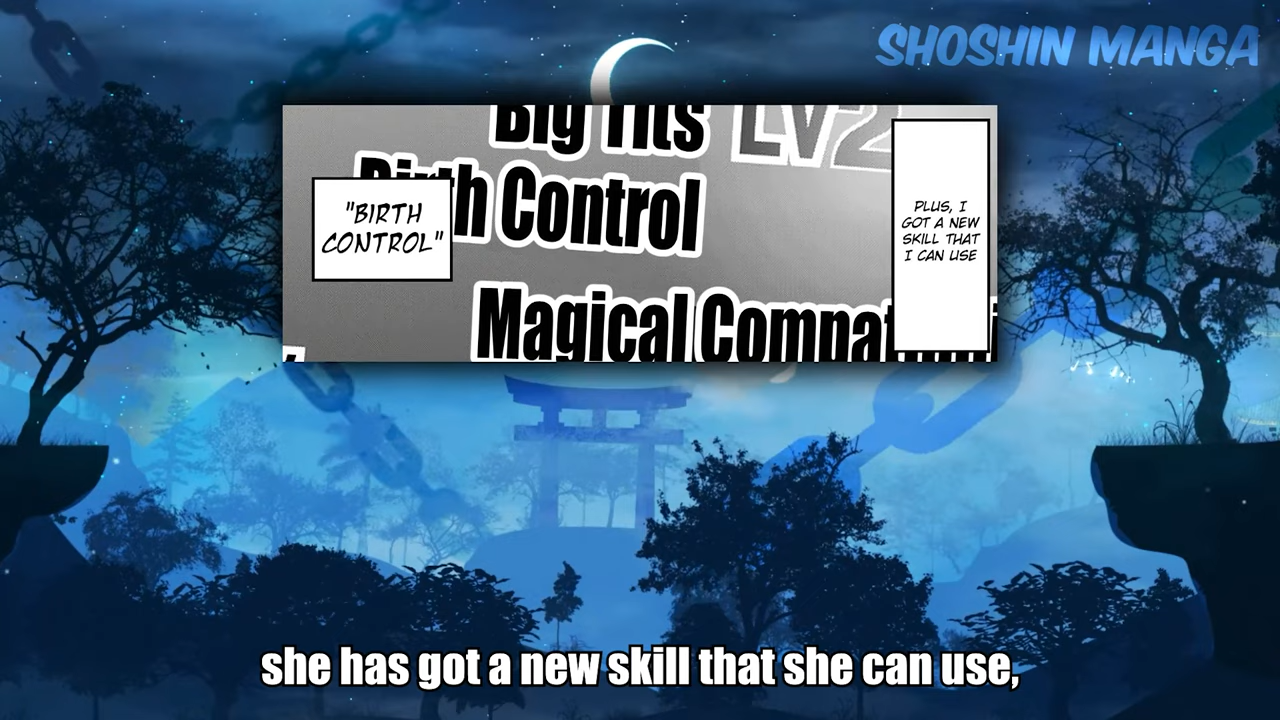 SHOSHIN MANGA
Big Tits LV2
Birth Control
"BIRTH
CONTROL"
PLUS, I
GOT A NEW
SKILL THAT
I CAN USE
Magical
she has got a new skill that she can use,